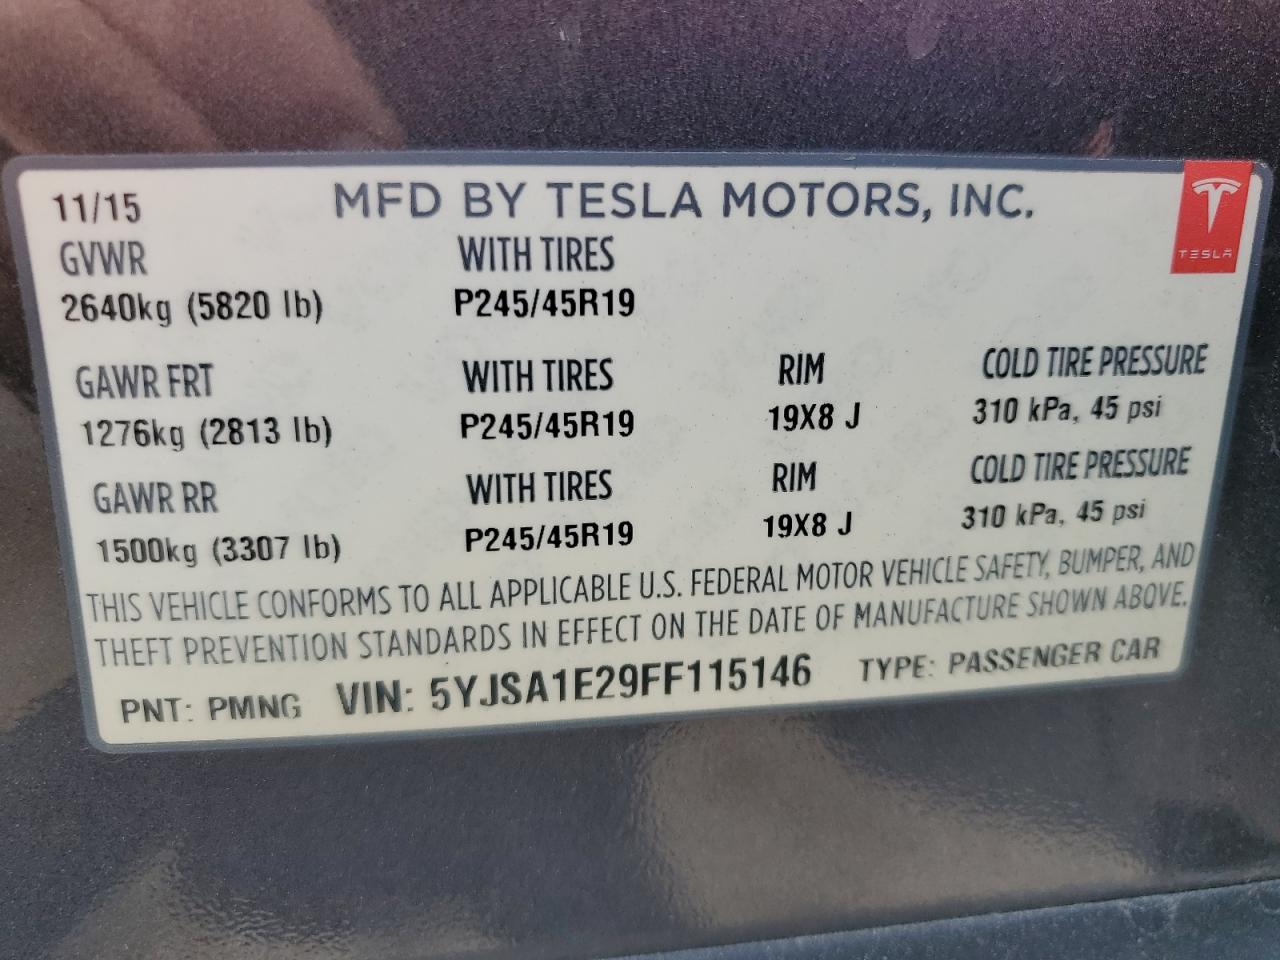 11/15 MFD BY TESLA MOTORS, INC.
TESLA
GVWR WITH TIRES
2640kg (5820 lb) P245/45R19
GAWR FRT WITH TIRES RIM COLD TIRE PRESSURE
1276kg (2813 lb) P245/45R19 19X8 J 310 kPa, 45 psi
GAWR RR WITH TIRES RIM COLD TIRE PRESSURE
1500kg (3307 lb) P245/45R19 19X8 J 310 kPa, 45 psi
THIS VEHICLE CONFORMS TO ALL APPLICABLE U.S. FEDERAL MOTOR VEHICLE SAFETY, BUMPER, AND
THEFT PREVENTION STANDARDS IN EFFECT ON THE DATE OF MANUFACTURE SHOWN ABOVE.
PNT: PMNG VIN: 5YJSA1E29FF115146 TYPE: PASSENGER CAR